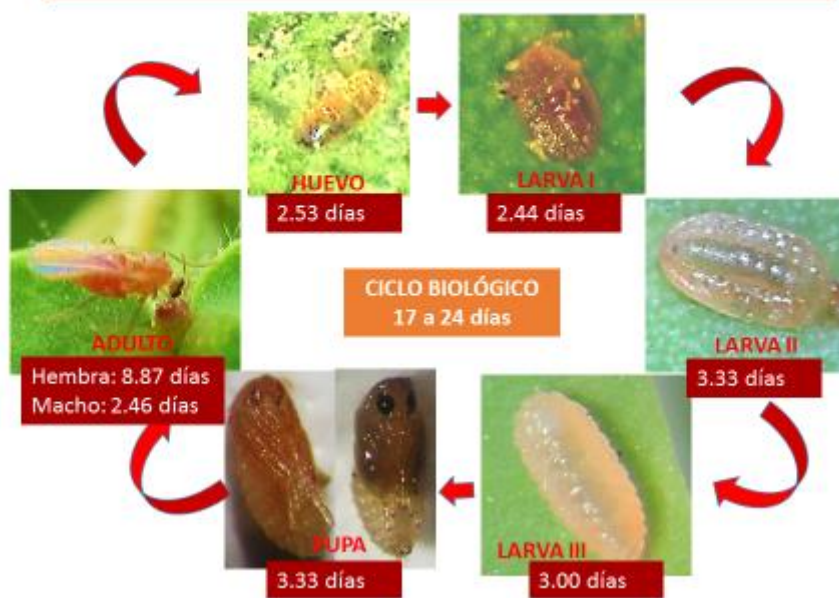 HUEVO
2.53 días
LARVA I
2.44 días
LARVA II
3.33 días
CICLO BIOLÓGICO
17 a 24 días
ADULTO
Hembra: 8.87 días
Macho: 2.46 días
PUPA
3.33 días
LARVA III
3.00 días